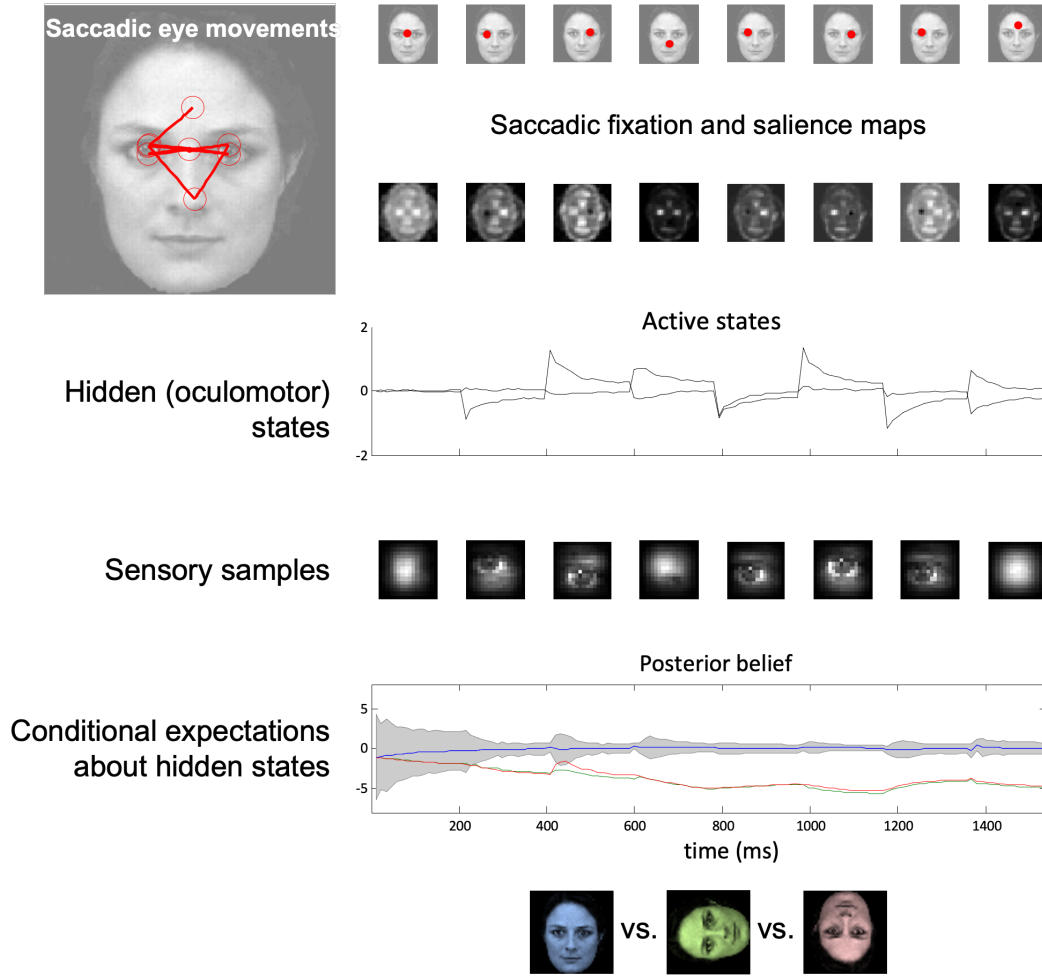 Saccadic eye movements
Saccadic fixation and salience maps
Active states
2
0
-2
Hidden (oculomotor)
states
Sensory samples
Posterior belief
5
0
-5
Conditional expectations
about hidden states
200 400 600 800 1000 1200 1400
time (ms)
vs. vs.